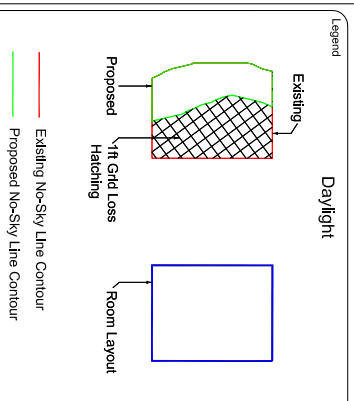 Legend
Daylight
Existing
Proposed
1ft Grid Loss
Hatching
Room Layout
Existing No-Sky Line Contour
Proposed No-Sky Line Contour